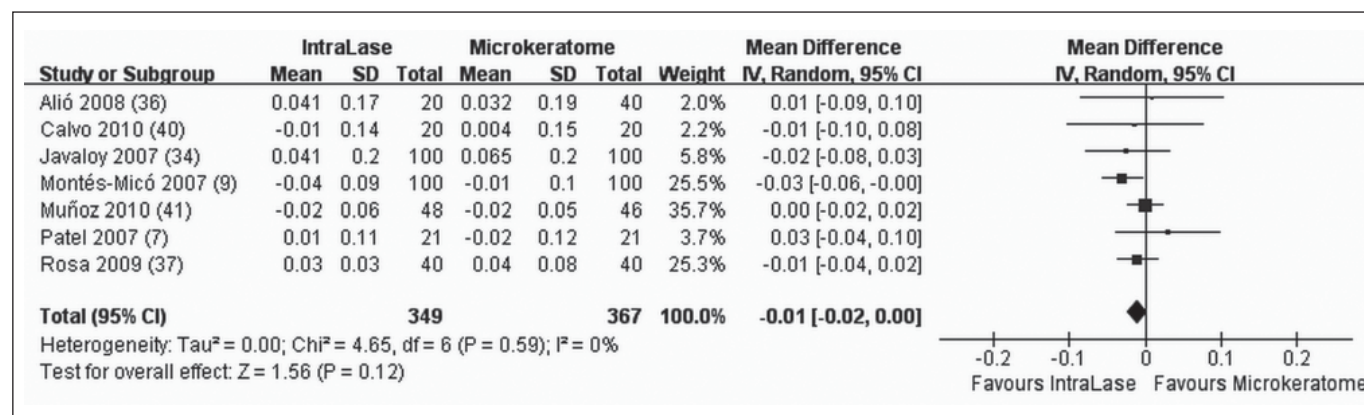 IntraLase Microkeratome Mean Difference Mean Difference
Study or Subgroup Mean SD Total Mean SD Total Weight IV, Random, 95% CI IV, Random, 95% CI
Alió 2008 (36) 0.041 0.17 20 0.032 0.19 40 2.0% 0.01 [-0.09, 0.10]
Calvo 2010 (40) -0.01 0.14 20 0.004 0.15 20 2.2% -0.01 [-0.10, 0.08]
Javaloy 2007 (34) 0.041 0.2 100 0.065 0.2 100 5.8% -0.02 [-0.08, 0.03]
Montés-Micó 2007 (9) -0.04 0.09 100 -0.01 0.1 100 25.5% -0.03 [-0.06, -0.00]
Muñoz 2010 (41) -0.02 0.06 48 -0.02 0.05 46 35.7% 0.00 [-0.02, 0.02]
Patel 2007 (7) 0.01 0.11 21 -0.02 0.12 21 3.7% 0.03 [-0.04, 0.10]
Rosa 2009 (37) 0.03 0.03 40 0.04 0.08 40 25.3% -0.01 [-0.04, 0.02]
Total (95% CI) 349 367 100.0% -0.01 [-0.02, 0.00]
Heterogeneity: Tau² = 0.00; Chi² = 4.65, df = 6 (P = 0.59); I² = 0%
Test for overall effect: Z = 1.56 (P = 0.12)
-0.2 -0.1 0 0.1 0.2
Favours IntraLase Favours Microkeratome